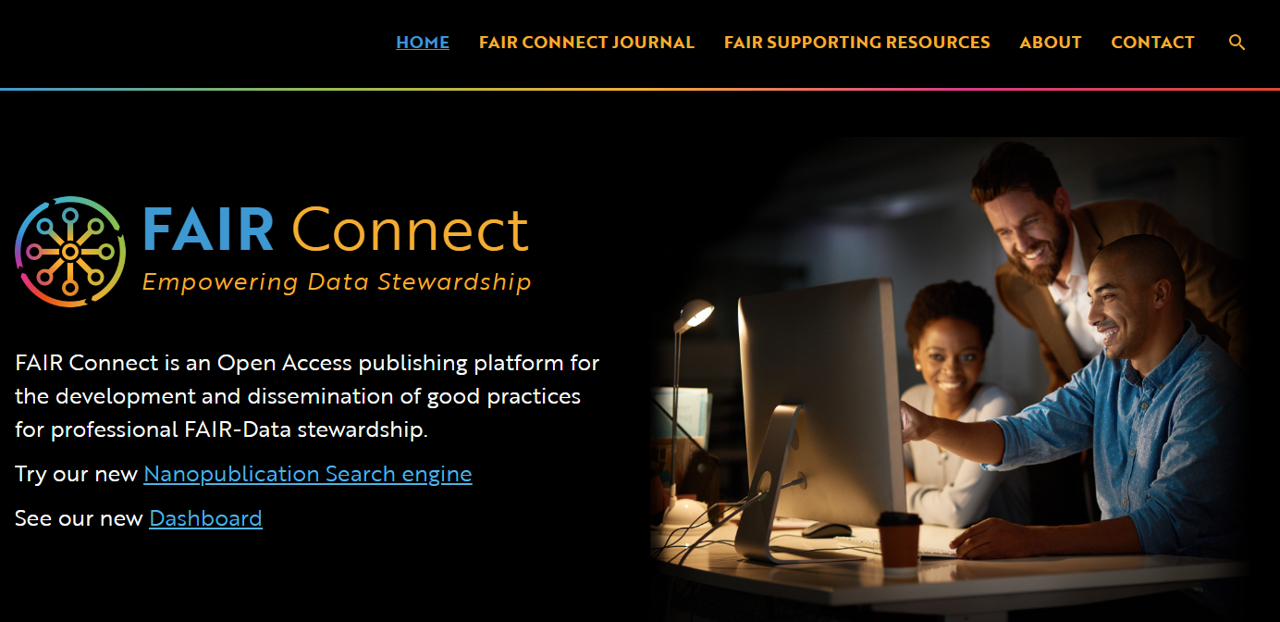 HOME FAIR CONNECT JOURNAL FAIR SUPPORTING RESOURCES ABOUT CONTACT
FAIR Connect
Empowering Data Stewardship
FAIR Connect is an Open Access publishing platform for
the development and dissemination of good practices
for professional FAIR-Data stewardship.
Try our new Nanopublication Search engine
See our new Dashboard